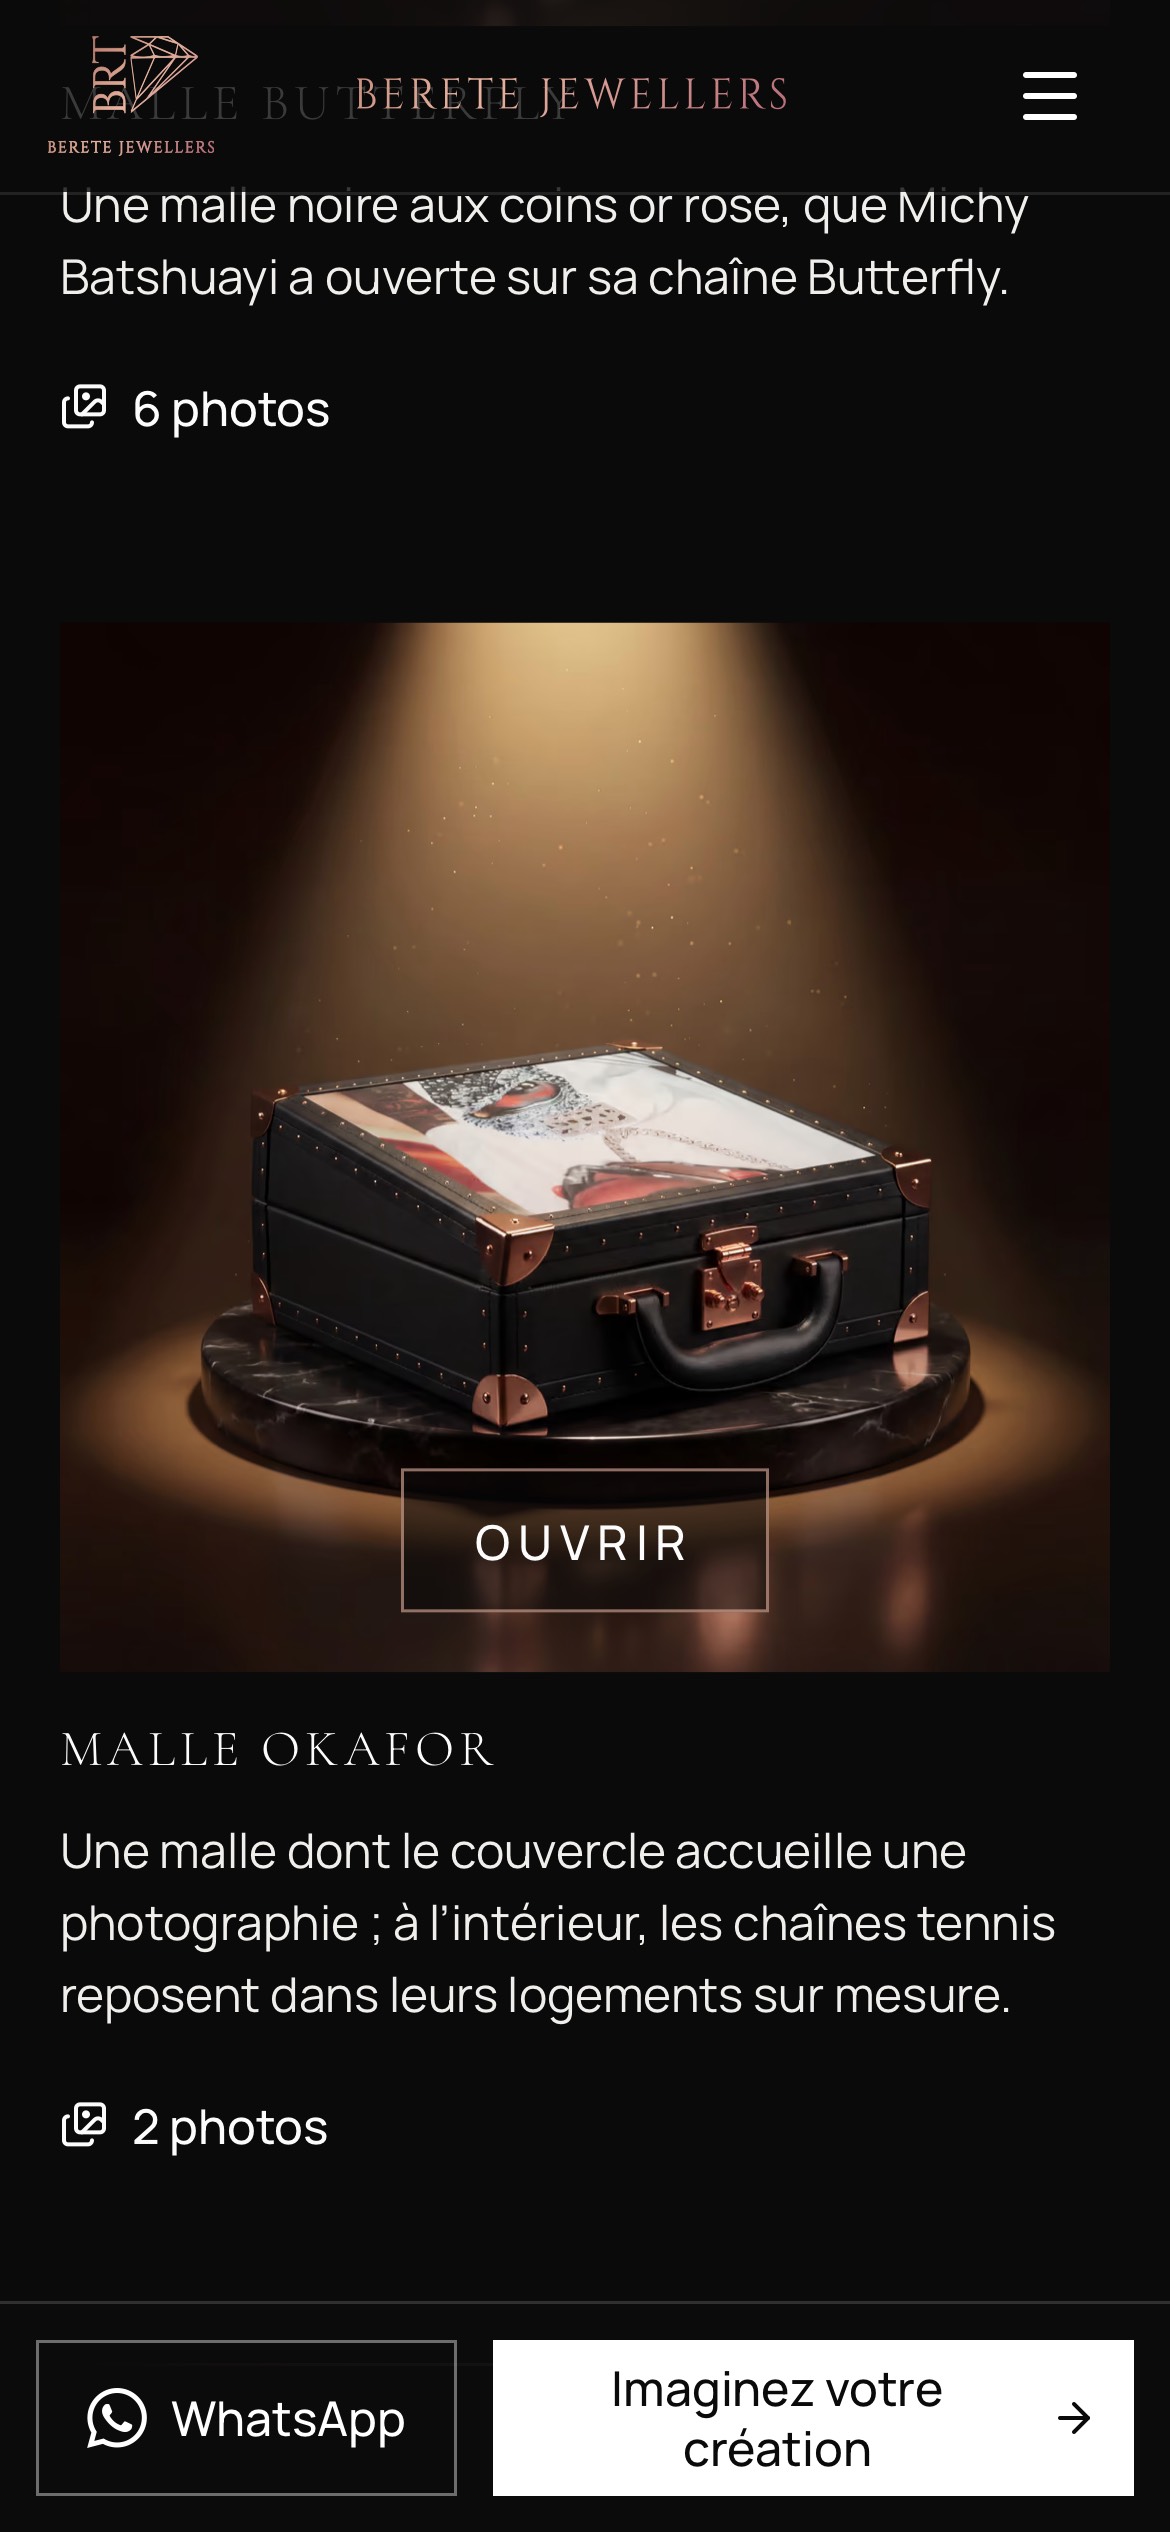 BRT
BERETE JEWELLERS
BERETE JEWELLERS
MALLE BUTTERFLY
Une malle noire aux coins or rose, que Michy
Batshuayi a ouverte sur sa chaîne Butterfly.
6 photos
OUVRIR
MALLE OKAFOR
Une malle dont le couvercle accueille une
photographie ; à l’intérieur, les chaînes tennis
reposent dans leurs logements sur mesure.
2 photos
WhatsApp
Imaginez votre
création